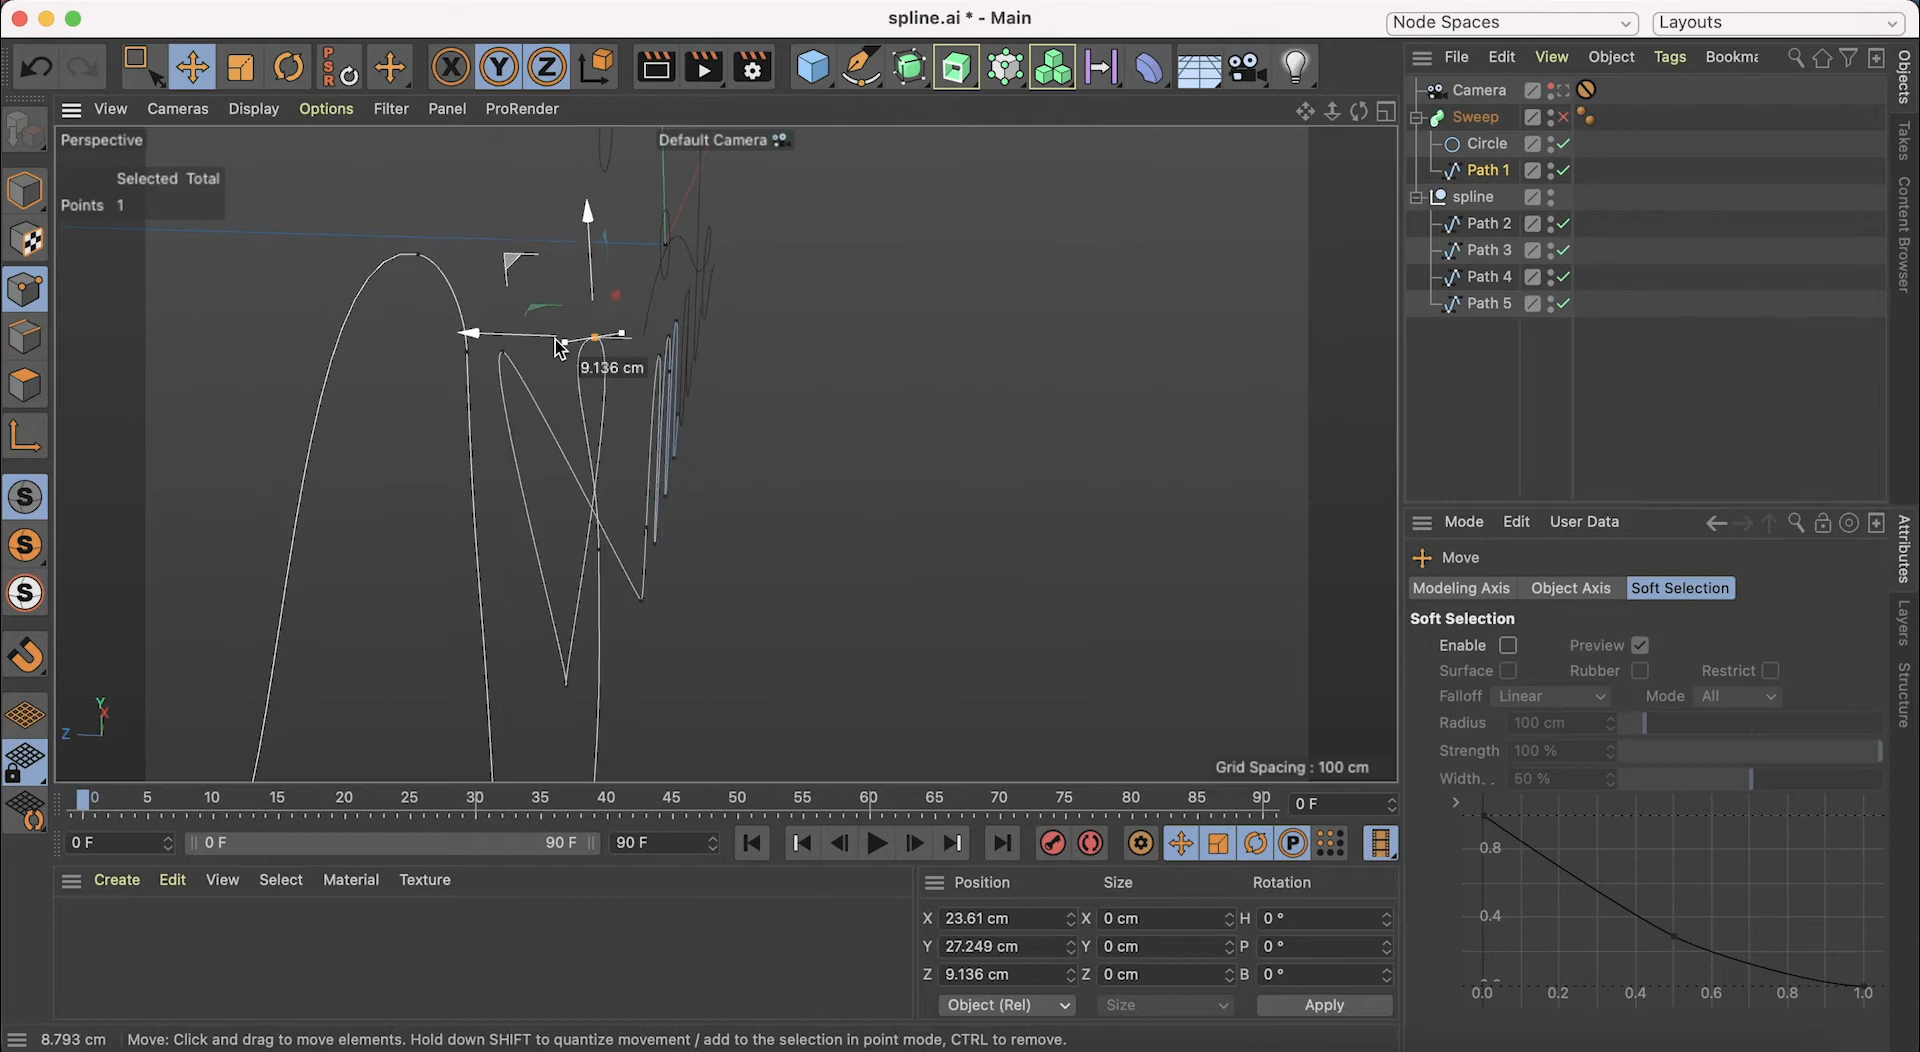 spline.ai * - Main
Node Spaces
Layouts
PSR
X
Y
Z
File Edit View Object Tags Bookma
View Cameras Display Options Filter Panel ProRender
Perspective
Default Camera
Selected Total
Points 1
9.136 cm
Camera
Sweep
Circle
Path 1
spline
Path 2
Path 3
Path 4
Path 5
Objects
Takes
Content Browser
S
S
S
Y
X
Z
Grid Spacing : 100 cm
Mode Edit User Data
Move
Modeling Axis Object Axis Soft Selection
Soft Selection
Enable Preview
Surface Rubber Restrict
Falloff Linear Mode All
Radius 100 cm
Strength 100 %
Width. . 50 %
0.8
0.4
0.0 0.2 0.4 0.6 0.8 1.0
Attributes
Layers
Structure
0 5 10 15 20 25 30 35 40 45 50 55 60 65 70 75 80 85 90 0 F
0 F 0 F 90 F 90 F
P
Create Edit View Select Material Texture
Position Size Rotation
X 23.61 cm X 0 cm H 0 °
Y 27.249 cm Y 0 cm P 0 °
Z 9.136 cm Z 0 cm B 0 °
Object (Rel) Size Apply
8.793 cm Move: Click and drag to move elements. Hold down SHIFT to quantize movement / add to the selection in point mode, CTRL to remove.